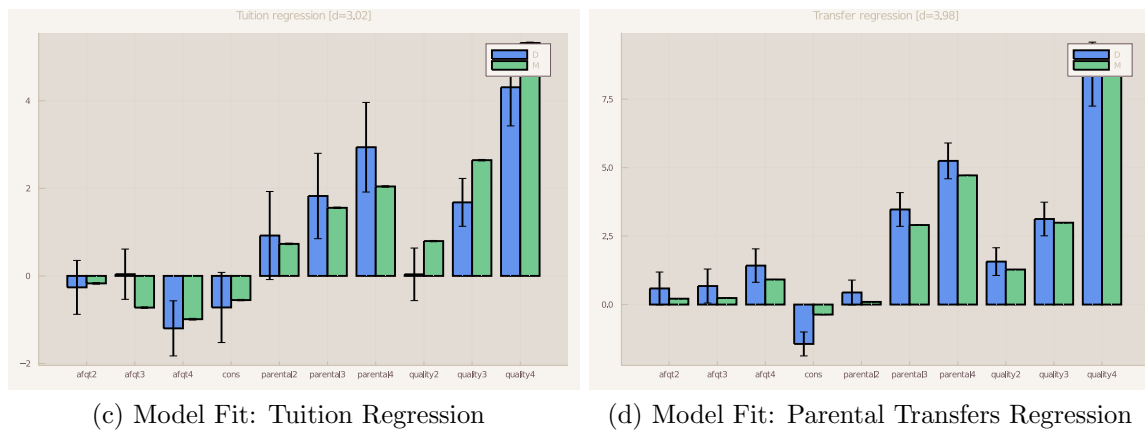 Tuition regression [d=3.02]
D
M
4
2
0
−2
afqt2 afqt3 afqt4 cons parental2 parental3 parental4 quality2 quality3 quality4
(c) Model Fit: Tuition Regression
Transfer regression [d=3.98]
D
M
7.5
5.0
2.5
0.0
afqt2 afqt3 afqt4 cons parental2 parental3 parental4 quality2 quality3 quality4
(d) Model Fit: Parental Transfers Regression